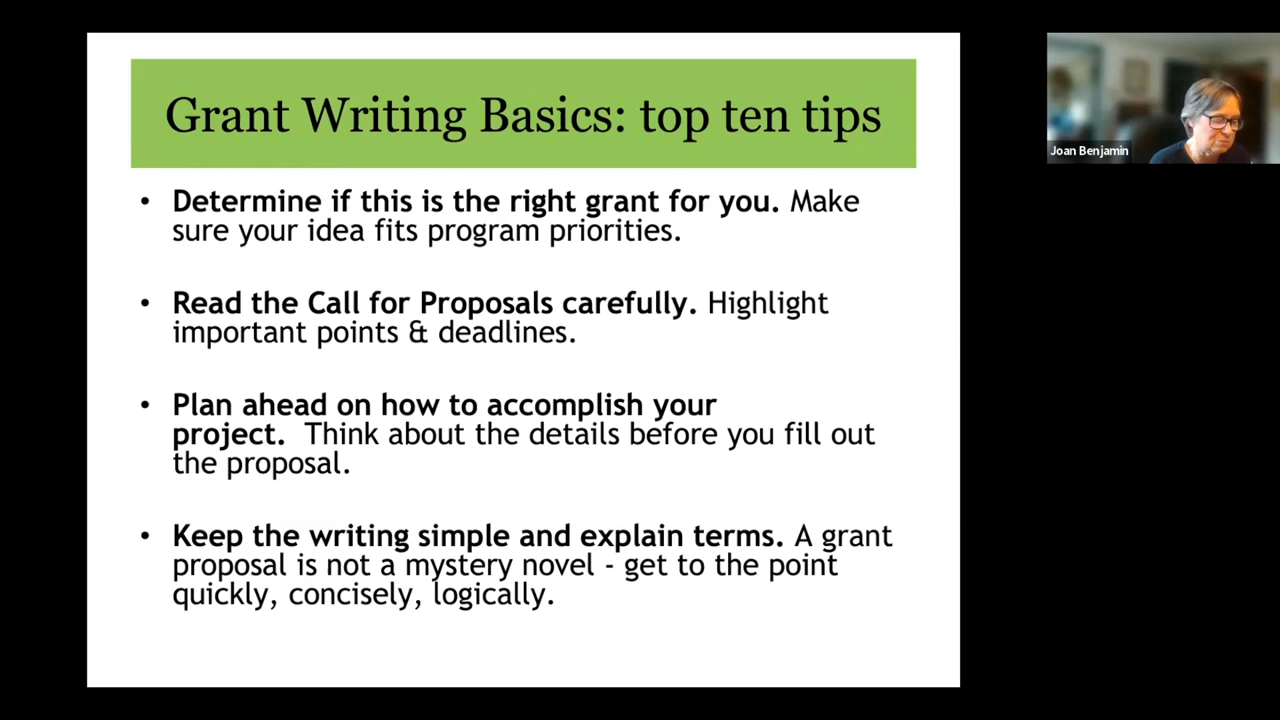 Grant Writing Basics: top ten tips
• Determine if this is the right grant for you. Make
sure your idea fits program priorities.
• Read the Call for Proposals carefully. Highlight
important points & deadlines.
• Plan ahead on how to accomplish your
project.  Think about the details before you fill out
the proposal.
• Keep the writing simple and explain terms. A grant
proposal is not a mystery novel - get to the point
quickly, concisely, logically.
Joan Benjamin